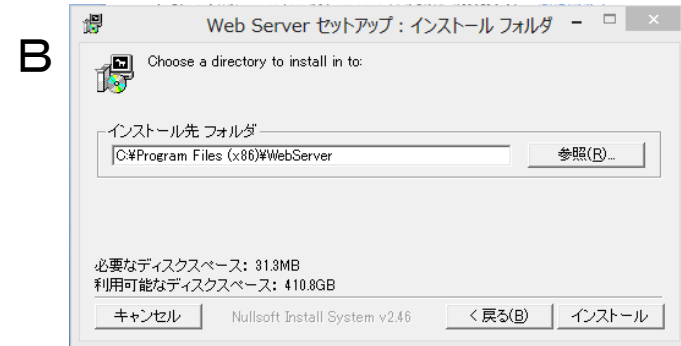 B
Web Server セットアップ：インストール フォルダ
Choose a directory to install in to:
インストール先 フォルダ
C:¥Program Files (x86)¥WebServer
参照(R)...
必要なディスクスペース: 31.3MB
利用可能なディスクスペース: 410.8GB
キャンセル Nullsoft Install System v2.46 < 戻る(B) インストール